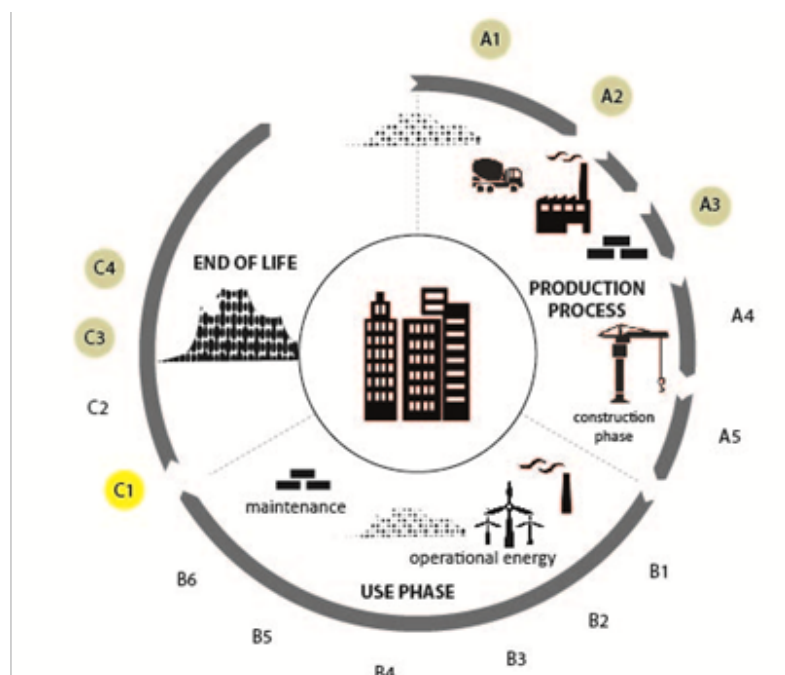 A1
A2
A3
END OF LIFE
C4
PRODUCTION
PROCESS
A4
C3
C2
construction
phase
A5
C1
maintenance
operational energy
B1
B6
USE PHASE
B2
B5
B3
B4